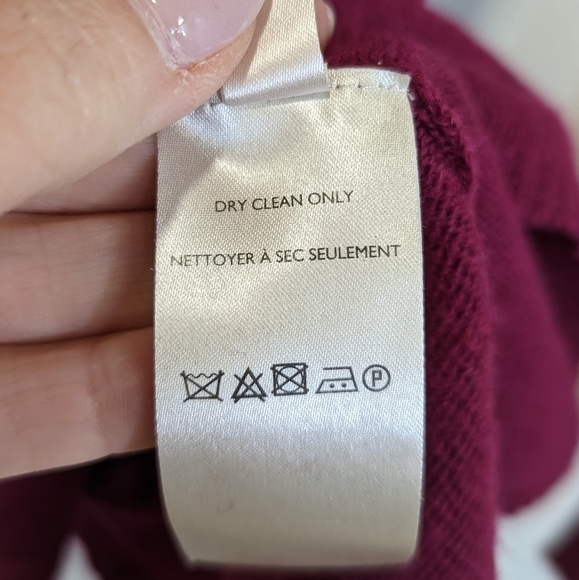 DRY CLEAN ONLY
NETTOYER À SEC SEULEMENT
P